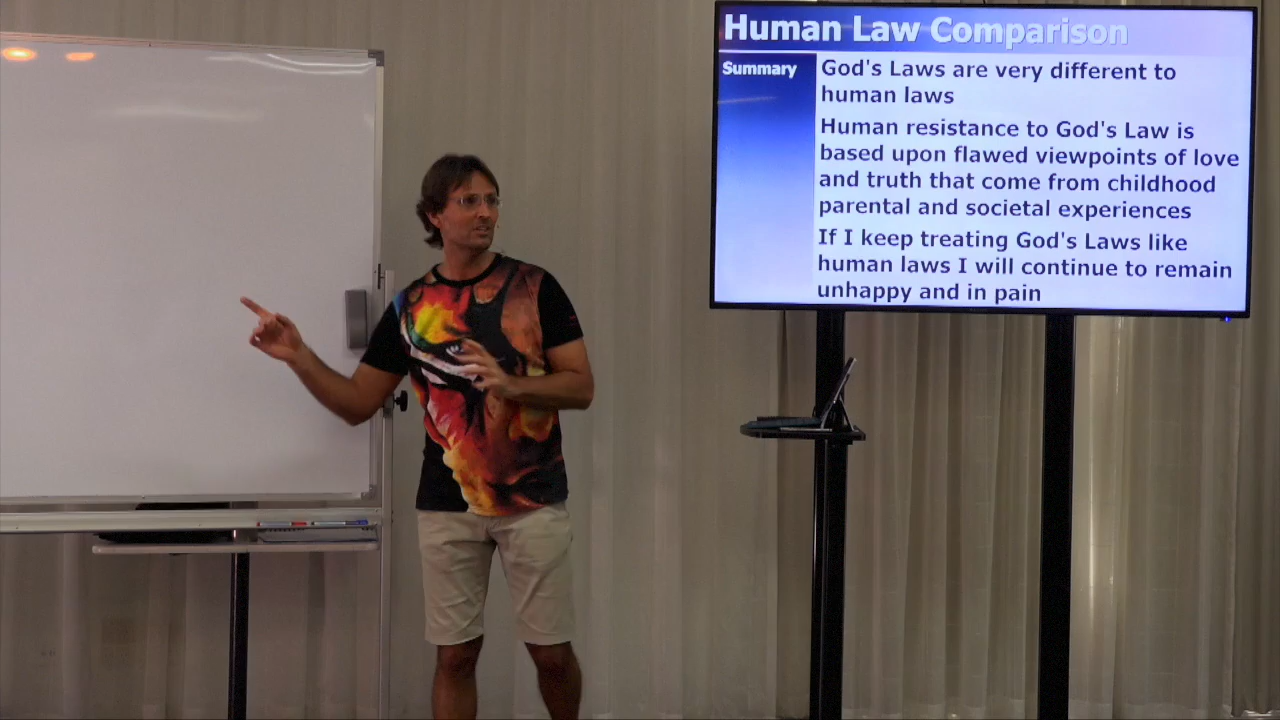 Human Law Comparison
Summary
God's Laws are very different to
human laws
Human resistance to God's Law is
based upon flawed viewpoints of love
and truth that come from childhood
parental and societal experiences
If I keep treating God's Laws like
human laws I will continue to remain
unhappy and in pain